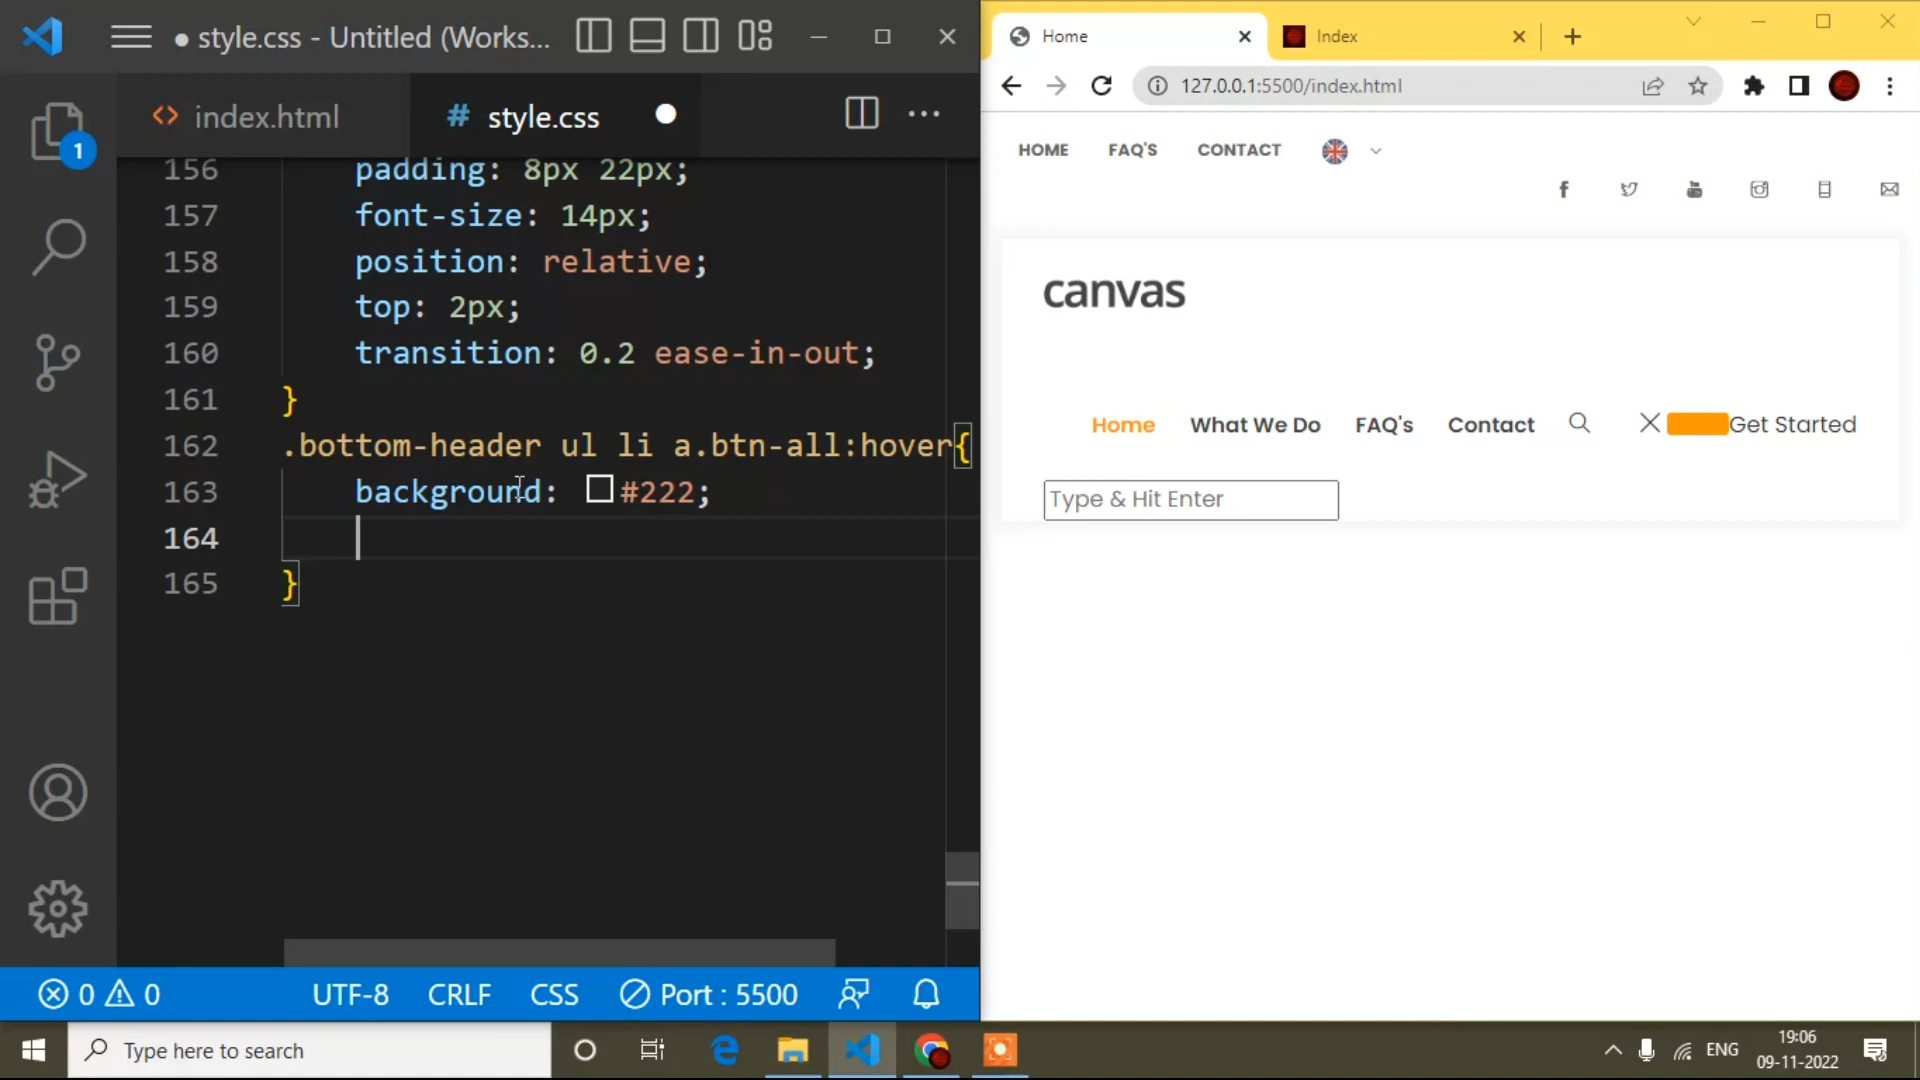 style.css - Untitled (Works...
index.html
# style.css
1
156 padding: 8px 22px;
157 font-size: 14px;
158 position: relative;
159 top: 2px;
160 transition: 0.2 ease-in-out;
161 }
162 .bottom-header ul li a.btn-all:hover{
163 background: #222;
164
165 }
0 0 UTF-8 CRLF CSS Port : 5500
Home
Index
127.0.0.1:5500/index.html
HOME FAQ'S CONTACT
canvas
Home What We Do FAQ's Contact Get Started
Type & Hit Enter
Type here to search
ENG
19:06
09-11-2022